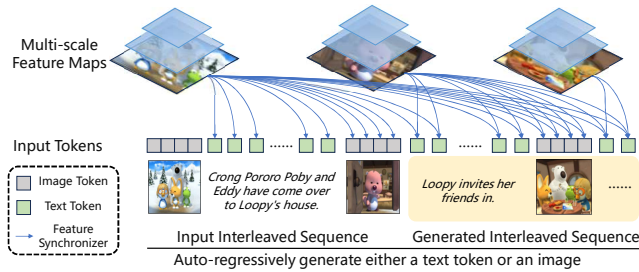 Multi-scale
Feature Maps
Input Tokens
Image Token
Text Token
Feature
Synchronizer
Crong Pororo Poby and
Eddy have come over
to Loopy's house.
Loopy invites her
friends in.
Input Interleaved Sequence
Generated Interleaved Sequence
Auto-regressively generate either a text token or an image